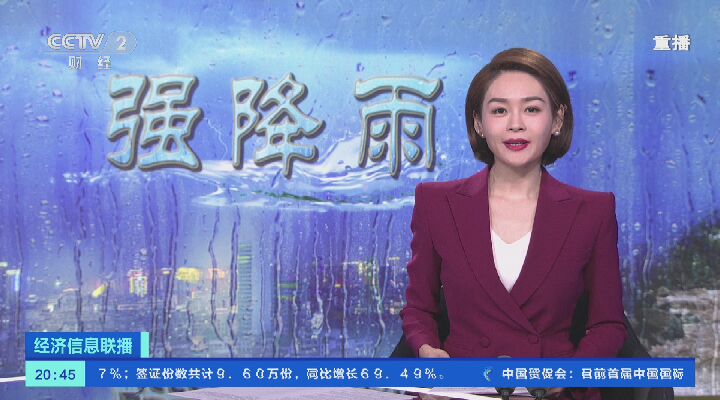 CCTV 2
财经
重播
强降雨
经济信息联播
20:45 7%；签证份数共计9.60万份，同比增长69.49%。 中国贸促会：目前首届中国国际